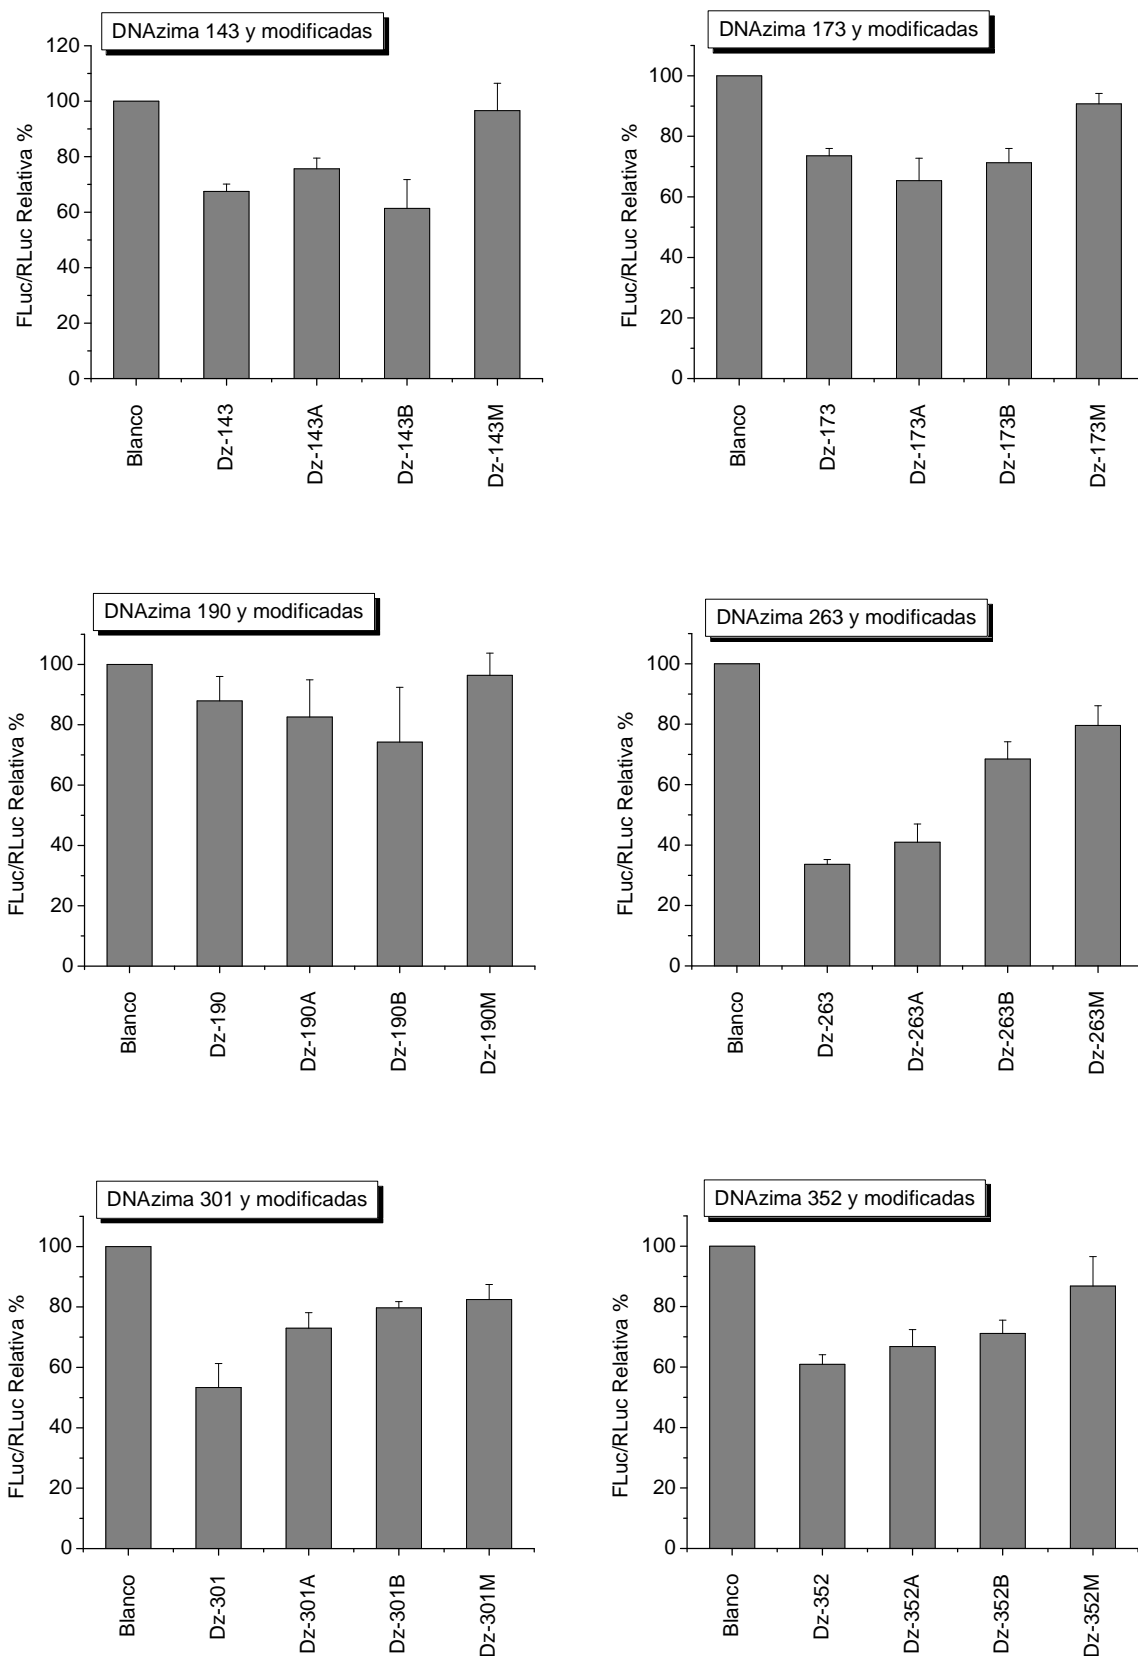 DNAzima 143 y modificadas
FLuc/RLuc Relativa %
120
100
80
60
40
20
0
Blanco
Dz-143
Dz-143A
Dz-143B
Dz-143M
DNAzima 173 y modificadas
FLuc/RLuc Relativa %
100
80
60
40
20
0
Blanco
Dz-173
Dz-173A
Dz-173B
Dz-173M
DNAzima 190 y modificadas
FLuc/RLuc Relativa %
100
80
60
40
20
0
Blanco
Dz-190
Dz-190A
Dz-190B
Dz-190M
DNAzima 263 y modificadas
FLuc/RLuc Relativa %
100
80
60
40
20
0
Blanco
Dz-263
Dz-263A
Dz-263B
Dz-263M
DNAzima 301 y modificadas
FLuc/RLuc Relativa %
100
80
60
40
20
0
Blanco
Dz-301
Dz-301A
Dz-301B
Dz-301M
DNAzima 352 y modificadas
FLuc/RLuc Relativa %
100
80
60
40
20
0
Blanco
Dz-352
Dz-352A
Dz-352B
Dz-352M